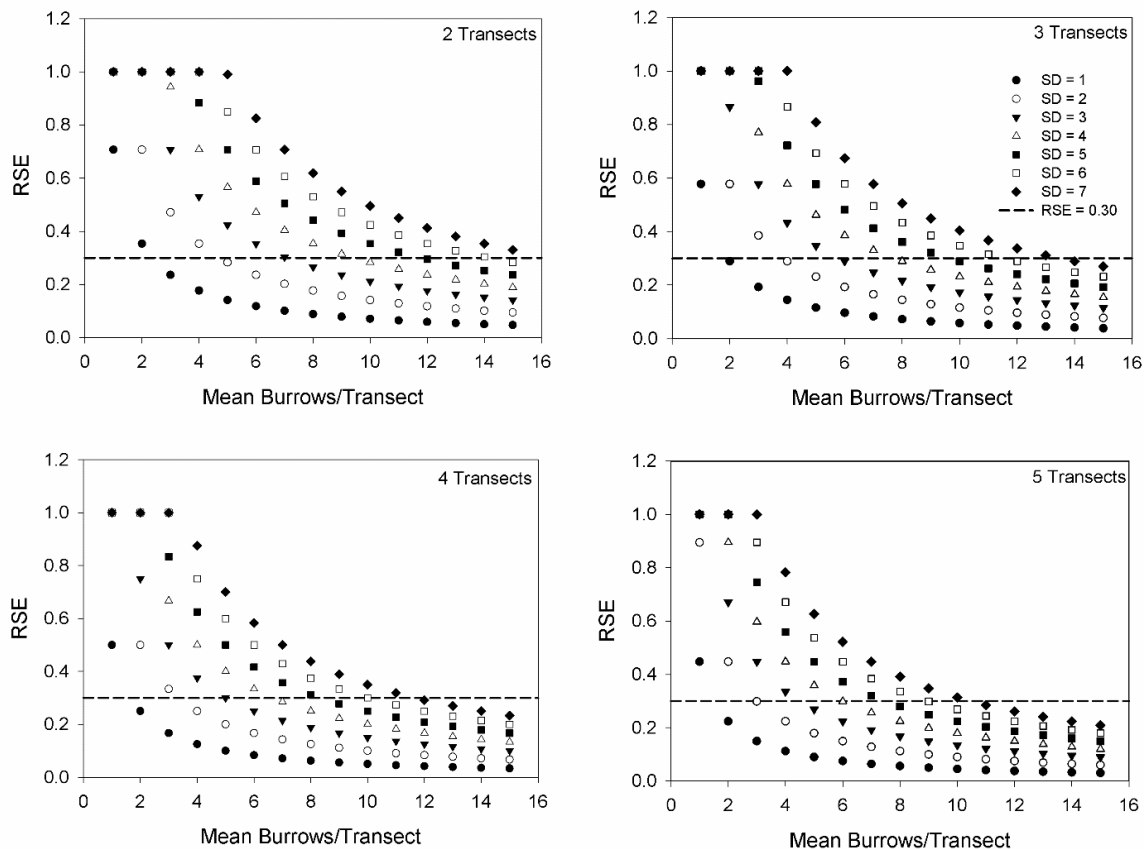 2 Transects
1.2
1.0
0.8
0.6
0.4
0.2
0.0
RSE
0 2 4 6 8 10 12 14 16
Mean Burrows/Transect
3 Transects
1.2
1.0
0.8
0.6
0.4
0.2
0.0
RSE
SD = 1
SD = 2
SD = 3
SD = 4
SD = 5
SD = 6
SD = 7
RSE = 0.30
0 2 4 6 8 10 12 14 16
Mean Burrows/Transect
4 Transects
1.2
1.0
0.8
0.6
0.4
0.2
0.0
RSE
0 2 4 6 8 10 12 14 16
Mean Burrows/Transect
5 Transects
1.2
1.0
0.8
0.6
0.4
0.2
0.0
RSE
0 2 4 6 8 10 12 14 16
Mean Burrows/Transect